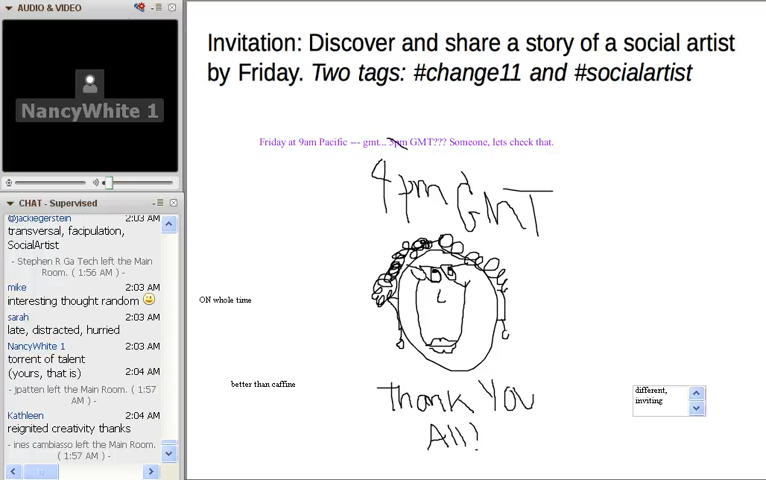 AUDIO & VIDEO
NancyWhite 1
CHAT - Supervised
@jackiegerstein 2:03 AM
transversal, facipulation,
SocialArtist
- Stephen R Ga Tech left the Main
Room. ( 1:56 AM ) -
mike 2:03 AM
interesting thought random
sarah 2:03 AM
late, distracted, hurried
NancyWhite 1 2:03 AM
torrent of talent
(yours, that is) 2:04 AM
- jpatten left the Main Room. ( 1:57
AM ) -
Kathleen 2:04 AM
reignited creativity thanks
- ines cambiasso left the Main Room.
( 1:57 AM ) -
Invitation: Discover and share a story of a social artist
by Friday. Two tags: #change11 and #socialartist
Friday at 9am Pacific --- gmt... 5pm GMT??? Someone, lets check that.
4pm GMT
ON whole time
better than caffine
Thank You
All!
different,
inviting